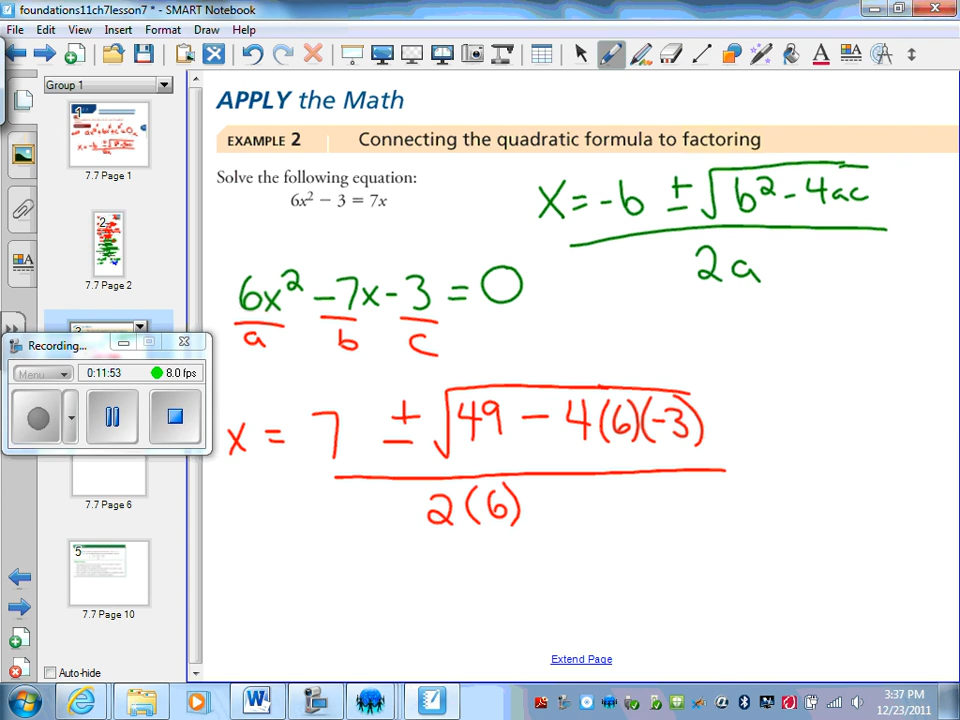 foundations11ch7lesson7 * - SMART Notebook
File Edit View Insert Format Draw Help
Group 1
7.7 Page 1
7.7 Page 2
Recording...
Menu
0:11:53
8.0 fps
7.7 Page 6
5
7.7 Page 10
Auto-hide
APPLY the Math
EXAMPLE 2 Connecting the quadratic formula to factoring
Solve the following equation:
6x² − 3 = 7x
x = -b ± √(b² - 4ac)
2a
6x² - 7x - 3 = 0
a b c
x = 7 ± √(49 - 4(6)(-3))
2(6)
Extend Page
3:37 PM
12/23/2011